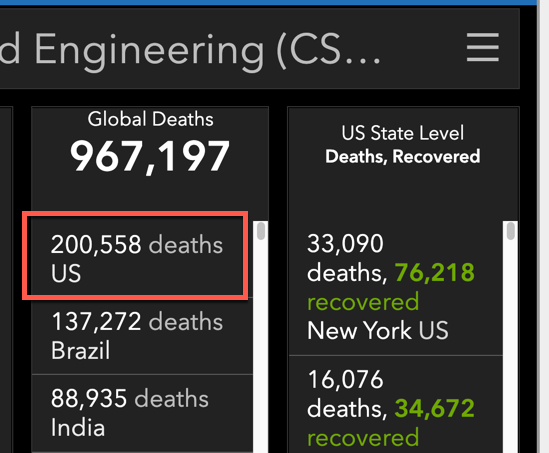 d Engineering (CS...
Global Deaths
967,197
200,558 deaths
US
137,272 deaths
Brazil
88,935 deaths
India
US State Level
Deaths, Recovered
33,090
deaths, 76,218
recovered
New York US
16,076
deaths, 34,672
recovered